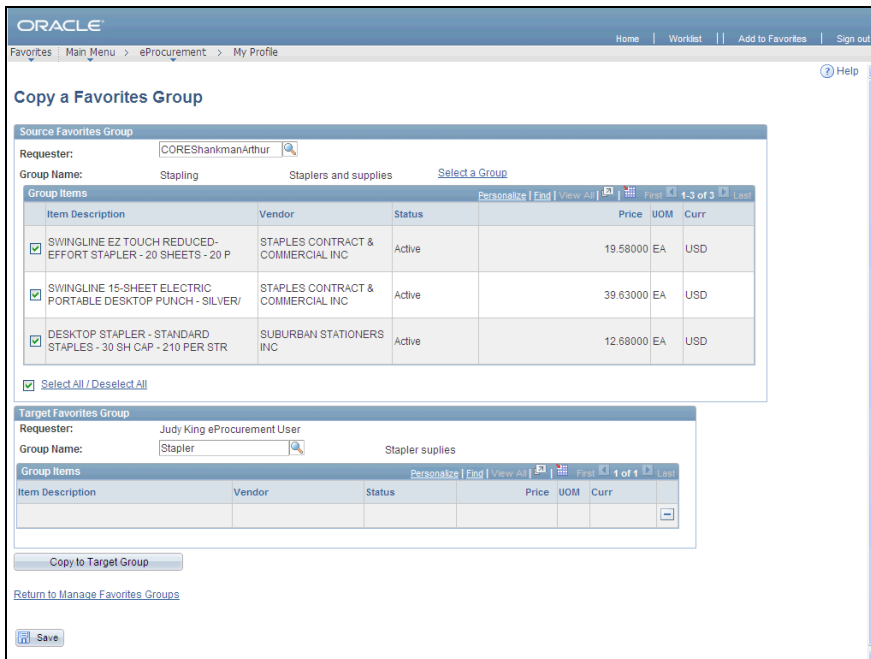 ORACLE
Home | Worklist || Add to Favorites | Sign out
Favorites Main Menu > eProcurement > My Profile
? Help
Copy a Favorites Group
Source Favorites Group
Requester: COREShankmanArthur
Group Name: Stapling Staplers and supplies Select a Group
Group Items Personalize | Find | View All | | First 1-3 of 3 Last
Item Description Vendor Status Price UOM Curr
SWINGLINE EZ TOUCH REDUCED-
EFFORT STAPLER - 20 SHEETS - 20 P
STAPLES CONTRACT &
COMMERCIAL INC
Active 19.58000 EA USD
SWINGLINE 15-SHEET ELECTRIC
PORTABLE DESKTOP PUNCH - SILVER/
STAPLES CONTRACT &
COMMERCIAL INC
Active 39.63000 EA USD
DESKTOP STAPLER - STANDARD
STAPLES - 30 SH CAP - 210 PER STR
SUBURBAN STATIONERS
INC
Active 12.68000 EA USD
Select All / Deselect All
Target Favorites Group
Requester: Judy King eProcurement User
Group Name: Stapler Stapler suplies
Group Items Personalize | Find | View All | | First 1 of 1 Last
Item Description Vendor Status Price UOM Curr
Copy to Target Group
Return to Manage Favorites Groups
Save